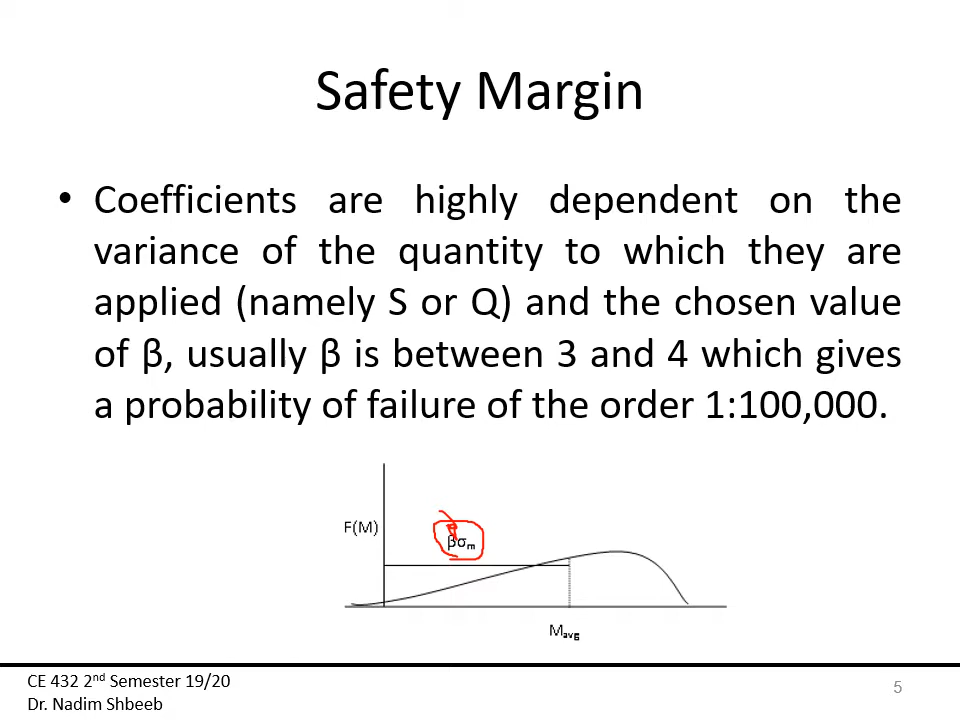 Safety Margin
• Coefficients are highly dependent on the
variance of the quantity to which they are
applied (namely S or Q) and the chosen value
of β, usually β is between 3 and 4 which gives
a probability of failure of the order 1:100,000.
F(M)
βσm
Mavg
CE 432 2nd Semester 19/20
Dr. Nadim Shbeeb
5